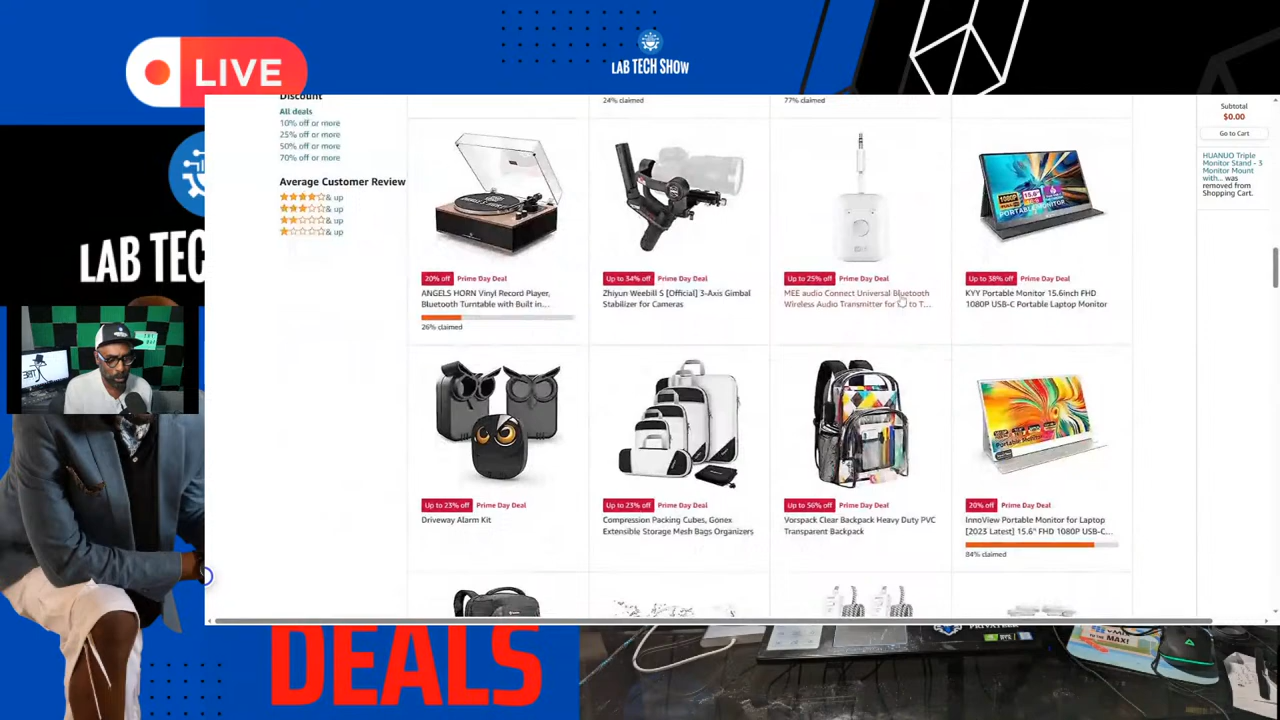 LIVE
LAB TECH SHOW
LAB TEC
Discount
All deals
10% off or more
25% off or more
50% off or more
70% off or more
Average Customer Review
& up
& up
& up
& up
24% claimed
77% claimed
20% off Prime Day Deal
ANGELS HORN Vinyl Record Player,
Bluetooth Turntable with Built in...
26% claimed
Up to 34% off Prime Day Deal
Zhiyun Weebill S [Official] 3-Axis Gimbal
Stabilizer for Cameras
Up to 25% off Prime Day Deal
MEE audio Connect Universal Bluetooth
Wireless Audio Transmitter for to T...
Up to 38% off Prime Day Deal
KYY Portable Monitor 15.6inch FHD
1080P USB-C Portable Laptop Monitor
1080P
15.6"
PORTABLE MONITOR
Up to 23% off Prime Day Deal
Driveway Alarm Kit
Up to 23% off Prime Day Deal
Compression Packing Cubes, Gonex
Extensible Storage Mesh Bags Organizers
Up to 56% off Prime Day Deal
Vorspack Clear Backpack Heavy Duty PVC
Transparent Backpack
Portable Monitor
20% off Prime Day Deal
InnoView Portable Monitor for Laptop
[2023 Latest] 15.6" FHD 1080P USB-C...
84% claimed
Subtotal
$0.00
Go to Cart
HUANUO Triple
Monitor Stand - 3
Monitor Mount
with... was
removed from
Shopping Cart.
DEALS